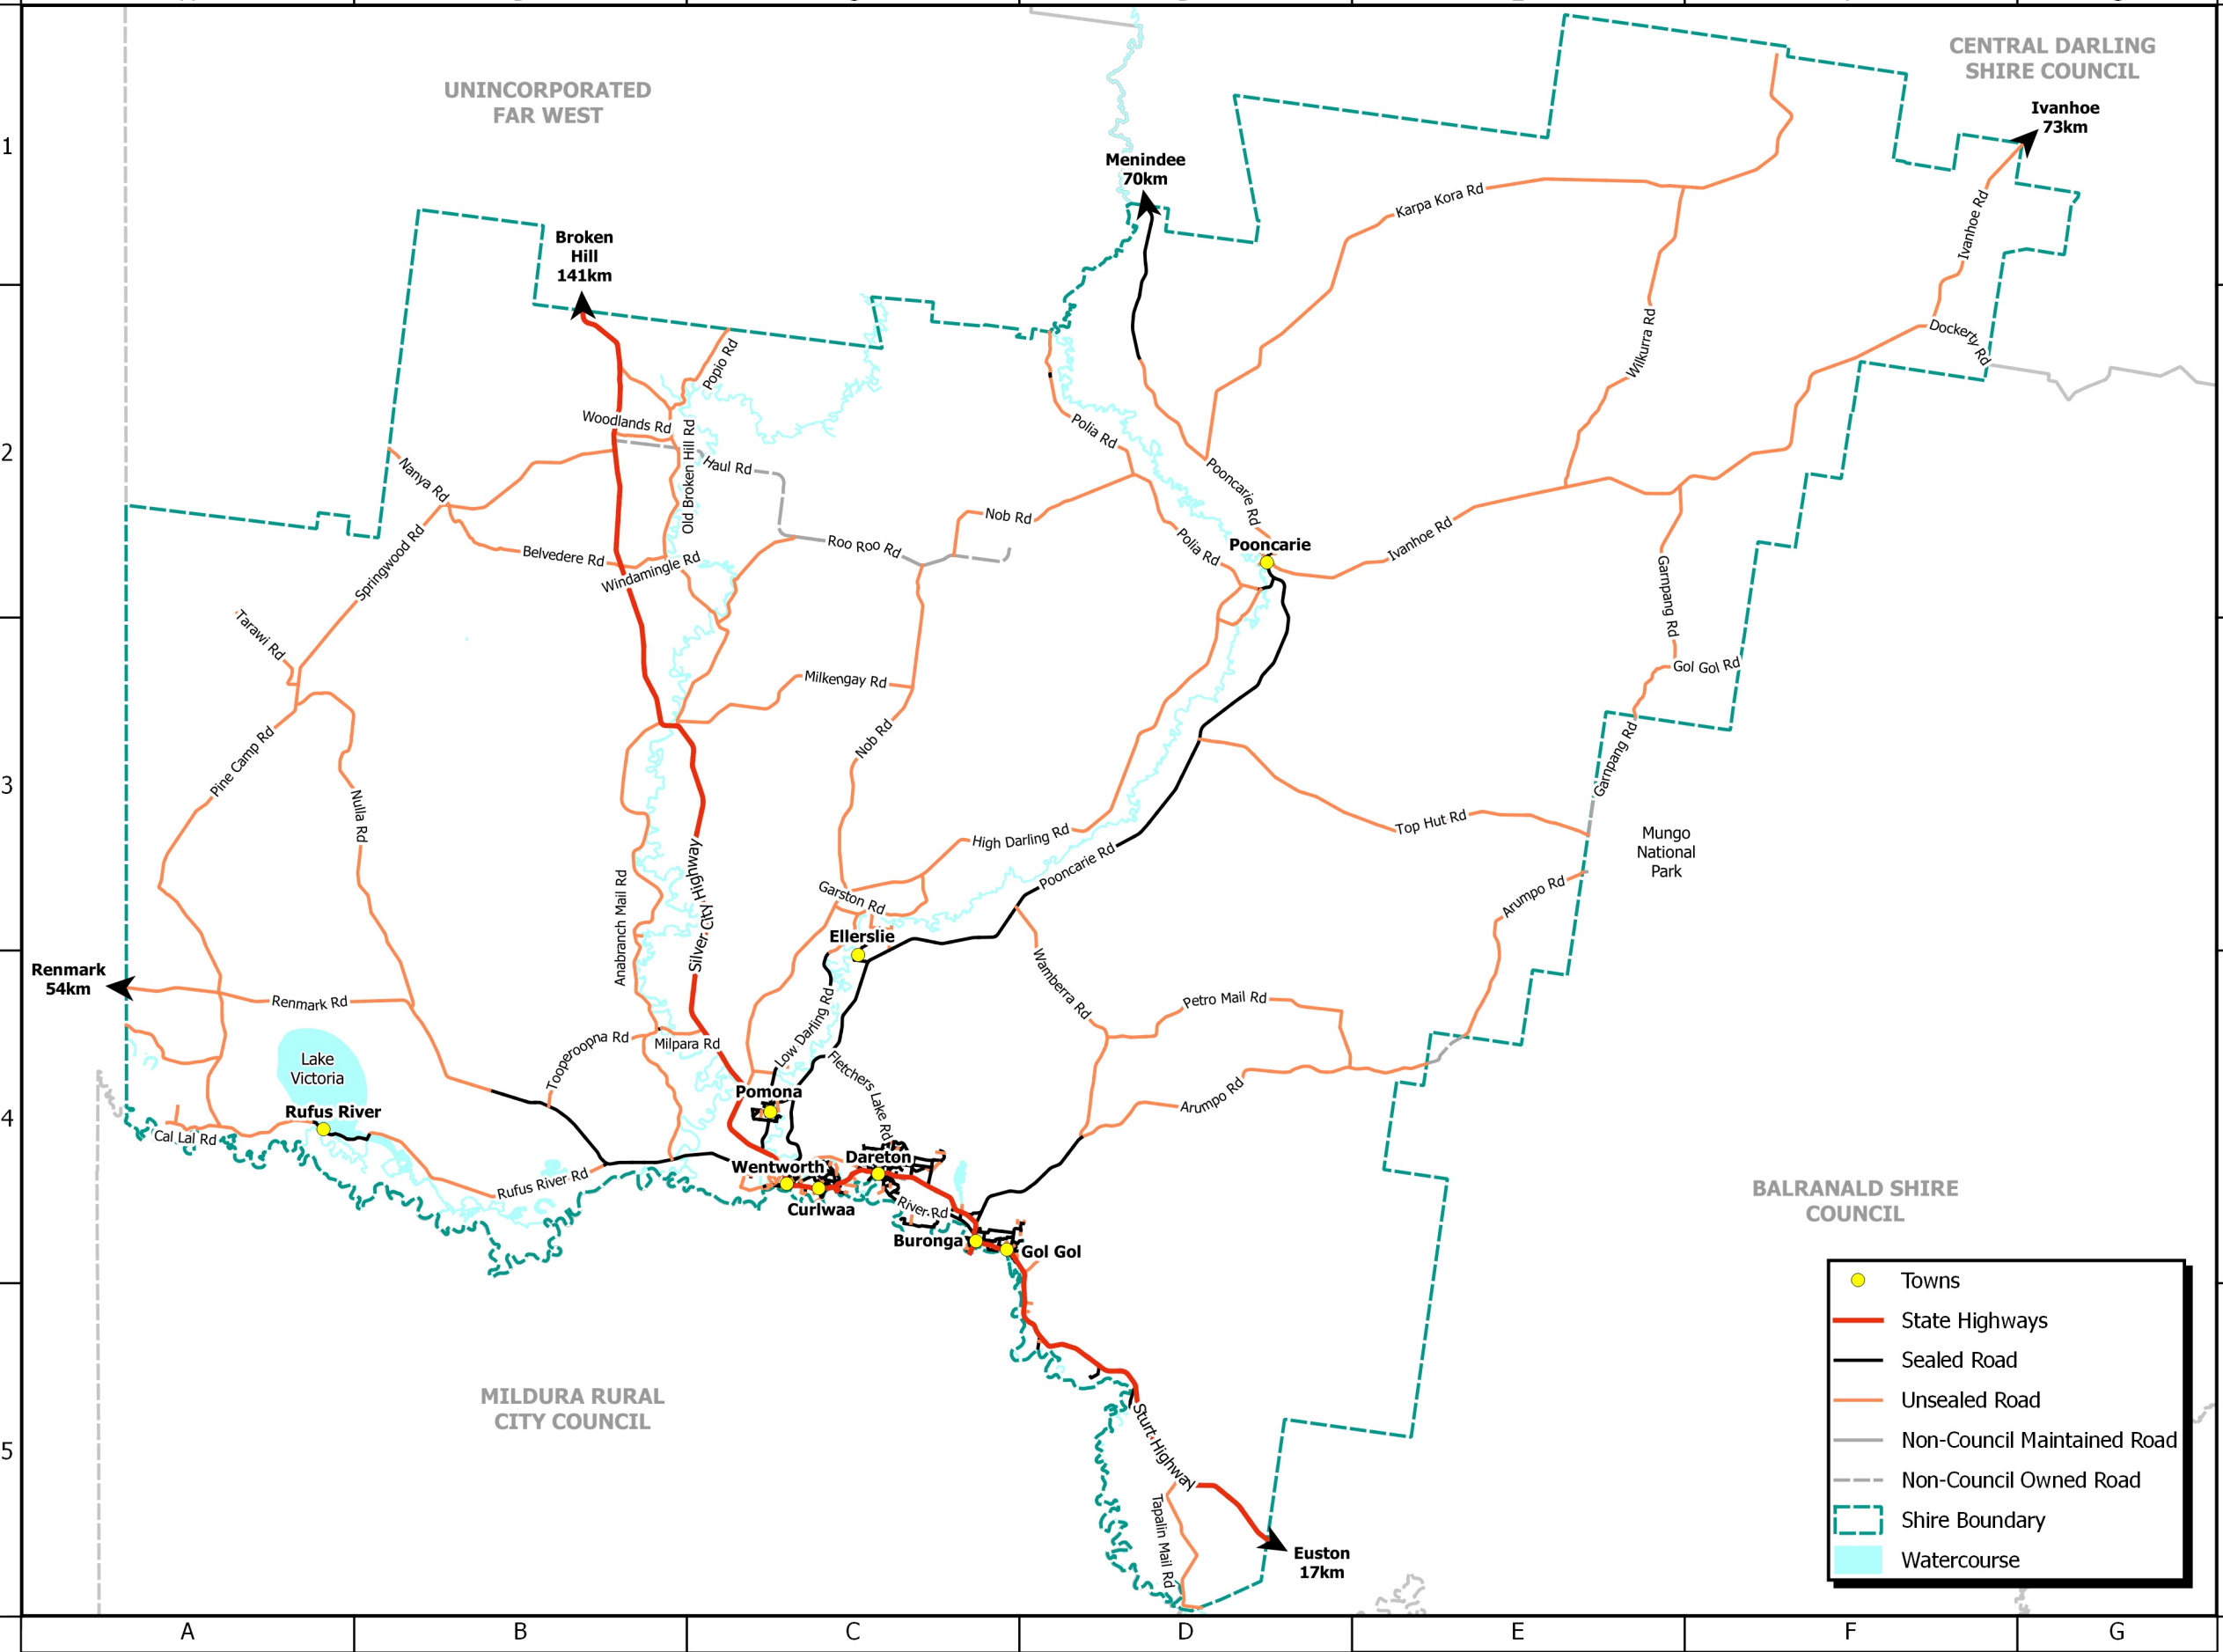 UNINCORPORATED
FAR WEST
CENTRAL DARLING
SHIRE COUNCIL
Ivanhoe
73km
1
Menindee
70km
Karpa Kora Rd
Ivanhoe Rd
Broken
Hill
141km
Popio Rd
Wikurra Rd
Dockerty Rd
Woodlands Rd
Old Broken Hill Rd
Polia Rd
2
Haul Rd
Nanya Rd
Pooncarie Rd
Nob Rd
Roo Roo Rd
Springwood Rd
Belvedere Rd
Windamingle Rd
Polia Rd
Pooncarie
Ivanhoe Rd
Garnpang Rd
Tarawi Rd
Gol Gol Rd
Milkengay Rd
Nob Rd
Pine Camp Rd
Garnpang Rd
3
Nulla Rd
High Darling Rd
Top Hut Rd
Mungo
National
Park
Pooncarie Rd
Silver City Highway
Anabranch Mail Rd
Garston Rd
Arumpo Rd
Ellerslie
Renmark
54km
Renmark Rd
Wamberra Rd
Petro Mail Rd
Low Darling Rd
Tooperoopna Rd
Milpara Rd
Lake
Victoria
Fletchers Lake Rd
Pomona
Arumpo Rd
4
Rufus River
Cal Lal Rd
Dareton
Wentworth
Rufus River Rd
Curlwaa
River Rd
Buronga
Gol Gol
BALRANALD SHIRE
COUNCIL
Towns
State Highways
Sealed Road
Unsealed Road
Non-Council Maintained Road
Non-Council Owned Road
Shire Boundary
Watercourse
MILDURA RURAL
CITY COUNCIL
5
Sturt Highway
Tapalin Mail Rd
Euston
17km
A
B
C
D
E
F
G